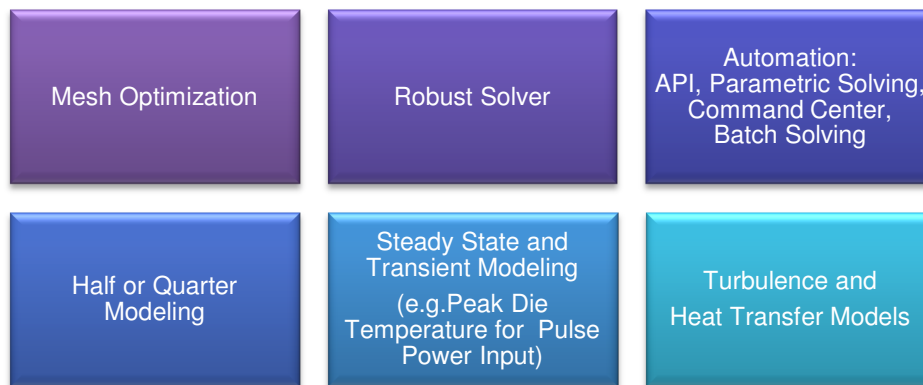 Mesh Optimization
Robust Solver
Automation:
API, Parametric Solving,
Command Center,
Batch Solving
Half or Quarter
Modeling
Steady State and
Transient Modeling
(e.g.Peak Die
Temperature for  Pulse
Power Input)
Turbulence and
Heat Transfer Models